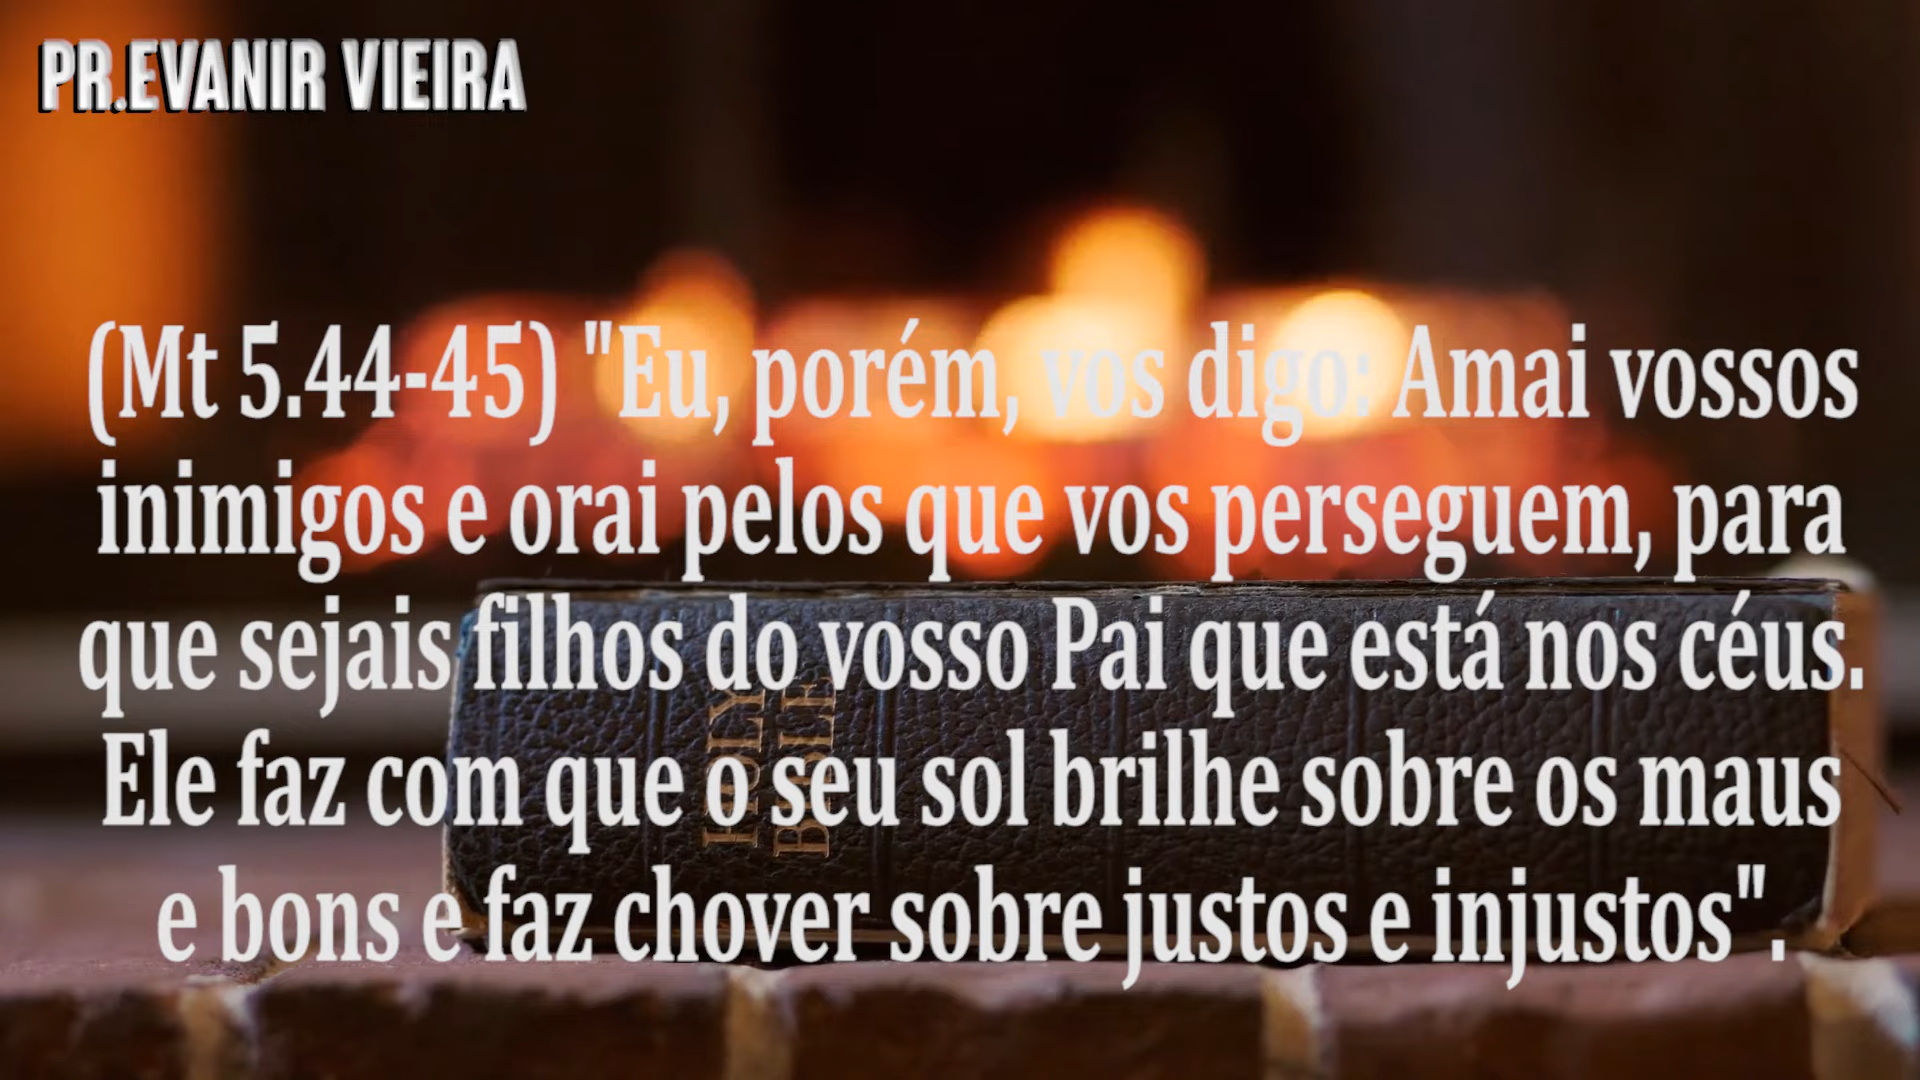 PR.EVANIR VIEIRA
(Mt 5.44-45) "Eu, porém, vos digo: Amai vossos
inimigos e orai pelos que vos perseguem, para
que sejais filhos do vosso Pai que está nos céus.
Ele faz com que o seu sol brilhe sobre os maus
e bons e faz chover sobre justos e injustos".
HOLY
BIBLE